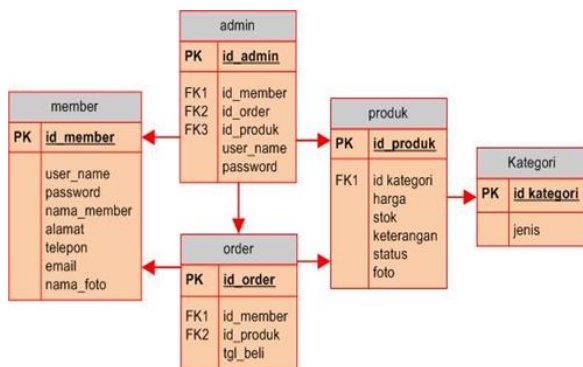 admin
PK id_admin
FK1 id_member
FK2 id_order
FK3 id_produk
user_name
password
member
PK id_member
user_name
password
nama_member
alamat
telepon
email
nama_foto
produk
PK id_produk
FK1 id kategori
harga
stok
keterangan
status
foto
Kategori
PK id kategori
jenis
order
PK id_order
FK1 id_member
FK2 id_produk
tgl_beli